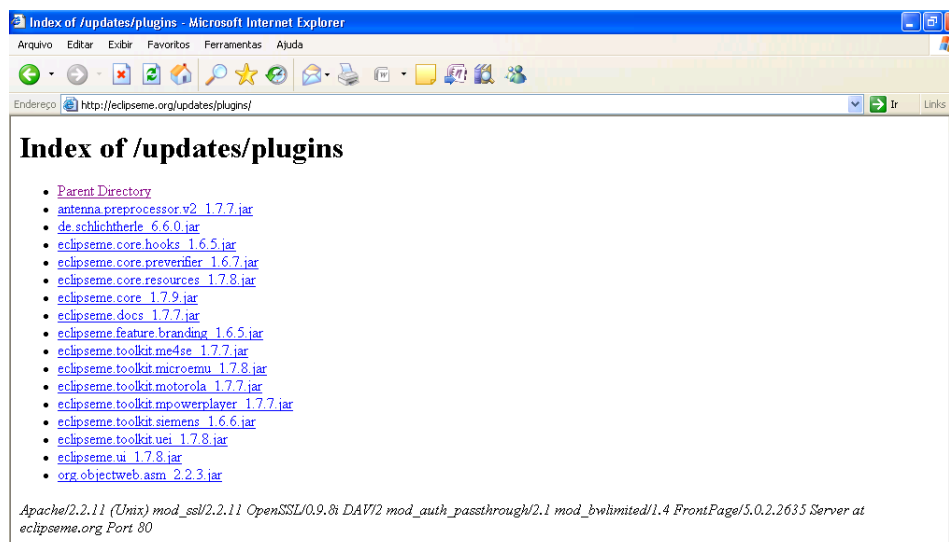 Index of /updates/plugins - Microsoft Internet Explorer
Arquivo Editar Exibir Favoritos Ferramentas Ajuda
Endereço http://eclipseme.org/updates/plugins/ Ir Links
Index of /updates/plugins
Parent Directory
antenna.preprocessor.v2_1.7.7.jar
de.schlichtherle_6.6.0.jar
eclipseme.core.hooks_1.6.5.jar
eclipseme.core.preverifier_1.6.7.jar
eclipseme.core.resources_1.7.8.jar
eclipseme.core_1.7.9.jar
eclipseme.docs_1.7.7.jar
eclipseme.feature.branding_1.6.5.jar
eclipseme.toolkit.me4se_1.7.7.jar
eclipseme.toolkit.microemu_1.7.8.jar
eclipseme.toolkit.motorola_1.7.7.jar
eclipseme.toolkit.mpowerplayer_1.7.7.jar
eclipseme.toolkit.siemens_1.6.6.jar
eclipseme.toolkit.uei_1.7.8.jar
eclipseme.ui_1.7.8.jar
org.objectweb.asm_2.2.3.jar
Apache/2.2.11 (Unix) mod_ssl/2.2.11 OpenSSL/0.9.8i DAV/2 mod_auth_passthrough/2.1 mod_bwlimited/1.4 FrontPage/5.0.2.2635 Server at
eclipseme.org Port 80